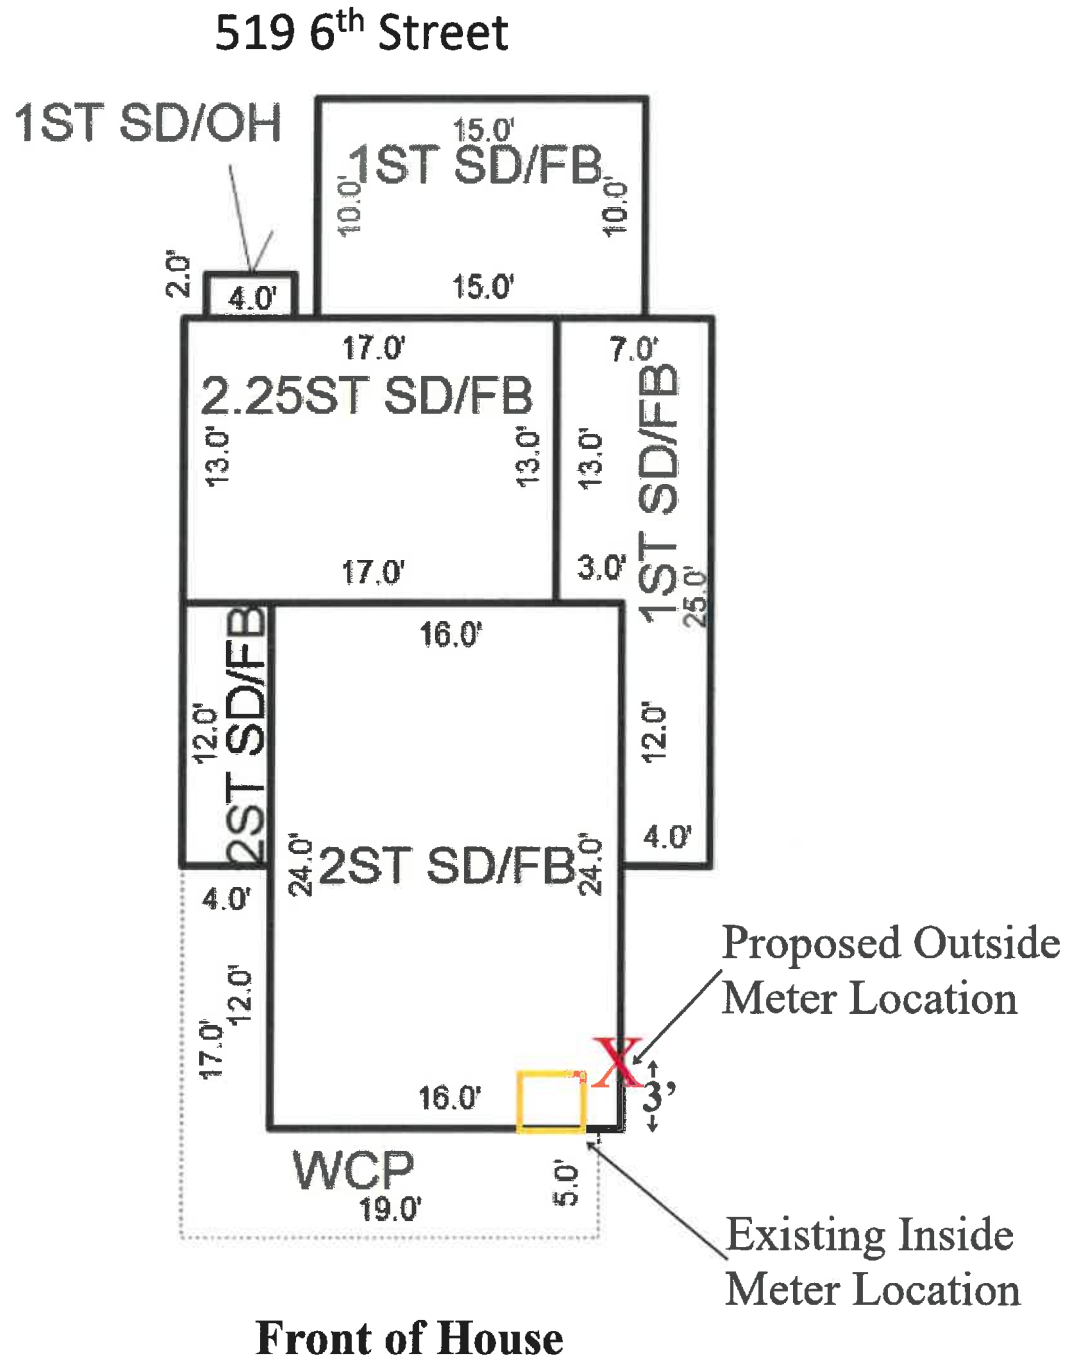 519 6th Street
1ST SD/OH
15.0'
1ST SD/FB
10.0'
10.0'
15.0'
2.0'
4.0'
17.0'
7.0'
2.25ST SD/FB
13.0'
13.0'
13.0'
1ST SD/FB
25.0'
17.0'
3.0'
16.0'
2ST SD/FB
12.0'
12.0'
4.0'
24.0'
2ST SD/FB
24.0'
4.0'
12.0'
17.0'
Proposed Outside
Meter Location
X
3'
16.0'
WCP
19.0'
5.0'
Existing Inside
Meter Location
Front of House